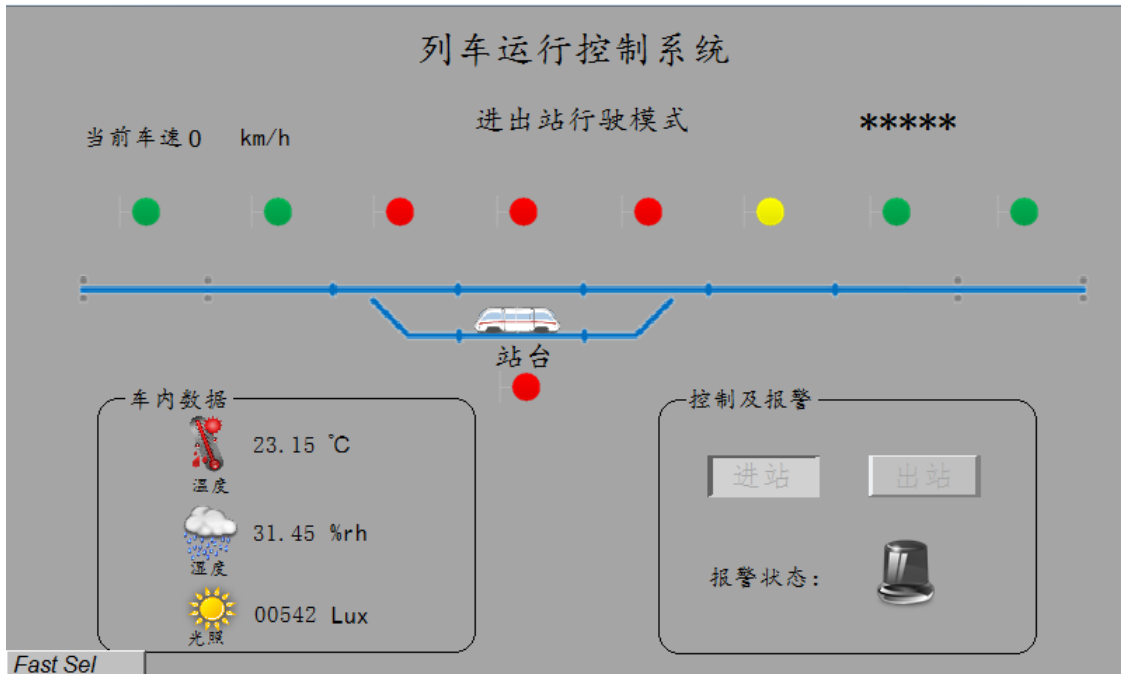 列车运行控制系统
进出站行驶模式 *****
当前车速0 km/h
站台
车内数据
23.15 ℃
温度
31.45 %rh
湿度
00542 Lux
光照
控制及报警
进站 出站
报警状态：
Fast Sel